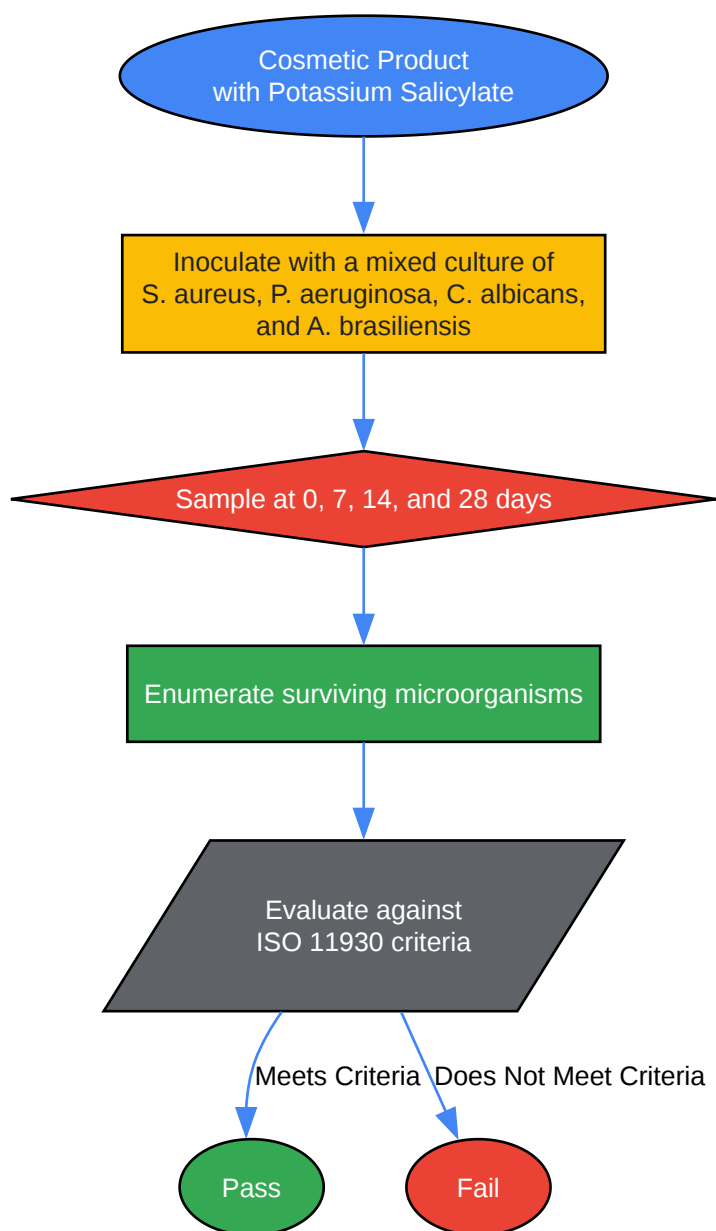 Cosmetic Product
with Potassium Salicylate
Inoculate with a mixed culture of
S. aureus, P. aeruginosa, C. albicans,
and A. brasiliensis
Sample at 0, 7, 14, and 28 days
Enumerate surviving microorganisms
Evaluate against
ISO 11930 criteria
Meets Criteria
Does Not Meet Criteria
Pass
Fail